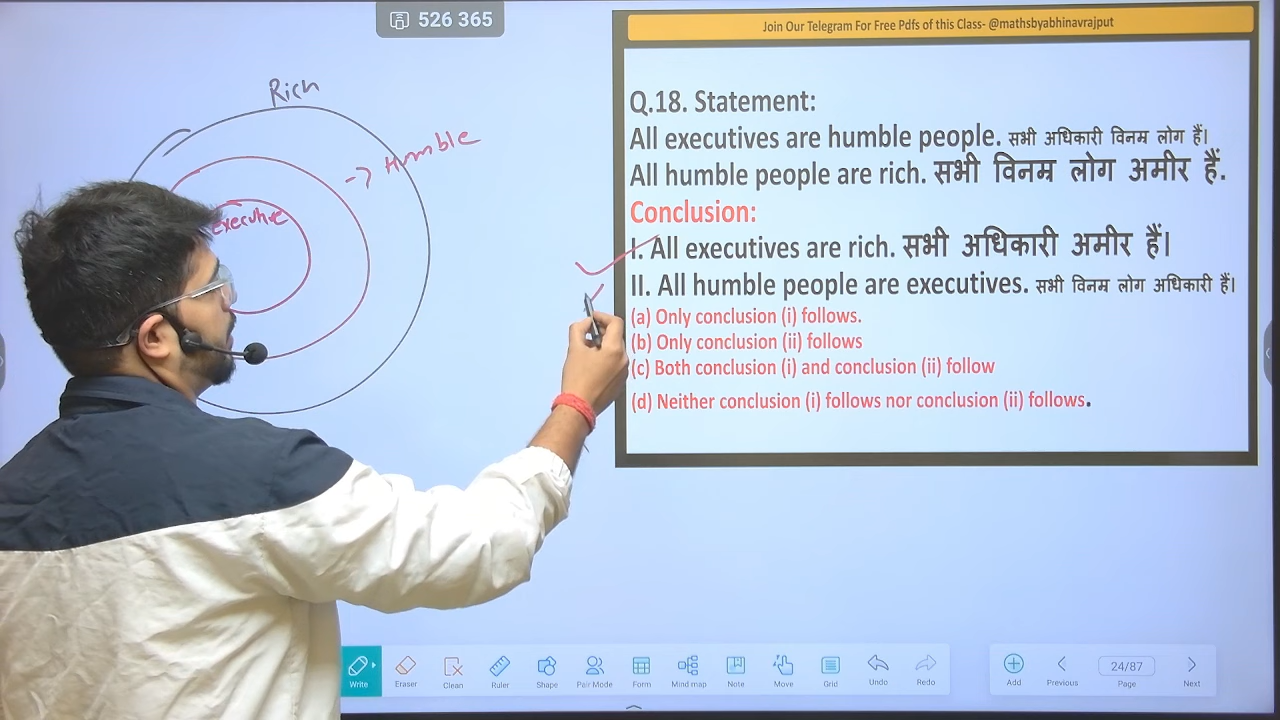 526 365
Join Our Telegram For Free Pdfs of this Class- @mathsbyabhinavrajput
Rich
Humble
executive
Q.18. Statement:
All executives are humble people. सभी अधिकारी विनम्र लोग हैं।
All humble people are rich. सभी विनम्र लोग अमीर हैं.
Conclusion:
I. All executives are rich. सभी अधिकारी अमीर हैं।
II. All humble people are executives. सभी विनम्र लोग अधिकारी हैं।
(a) Only conclusion (i) follows.
(b) Only conclusion (ii) follows
(c) Both conclusion (i) and conclusion (ii) follow
(d) Neither conclusion (i) follows nor conclusion (ii) follows.
Write Eraser Clean Ruler Shape Pair Mode Form Mind map Note Move Grid Undo Redo Add Previous 24/87 Page Next